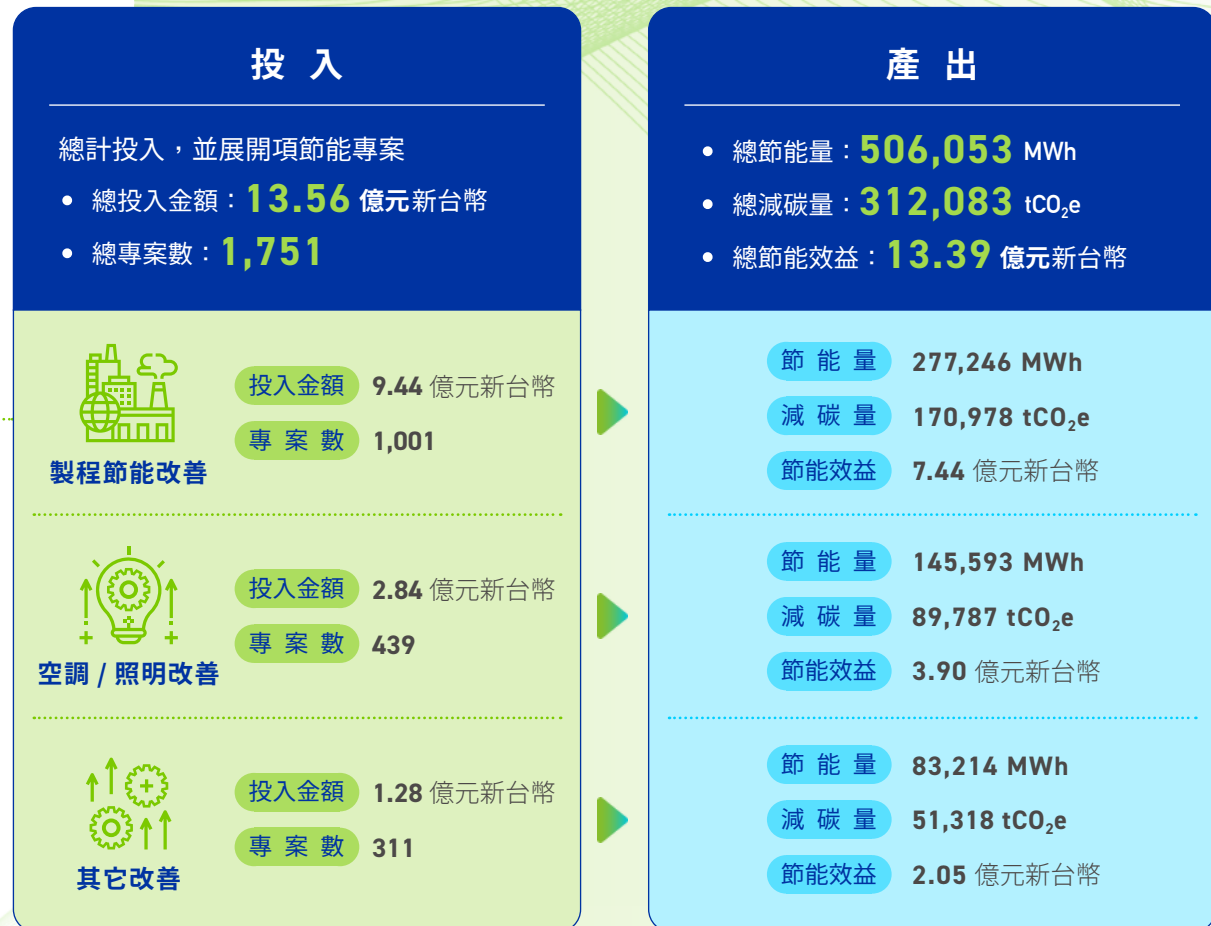 投入
總計投入，並展開項節能專案
• 總投入金額：13.56 億元新台幣
• 總專案數：1,751
製程節能改善
投入金額 9.44 億元新台幣
專案數 1,001
空調 / 照明改善
投入金額 2.84 億元新台幣
專案數 439
其它改善
投入金額 1.28 億元新台幣
專案數 311
產出
• 總節能量：506,053 MWh
• 總減碳量：312,083 tCO₂e
• 總節能效益：13.39 億元新台幣
節能量 277,246 MWh
減碳量 170,978 tCO₂e
節能效益 7.44 億元新台幣
節能量 145,593 MWh
減碳量 89,787 tCO₂e
節能效益 3.90 億元新台幣
節能量 83,214 MWh
減碳量 51,318 tCO₂e
節能效益 2.05 億元新台幣